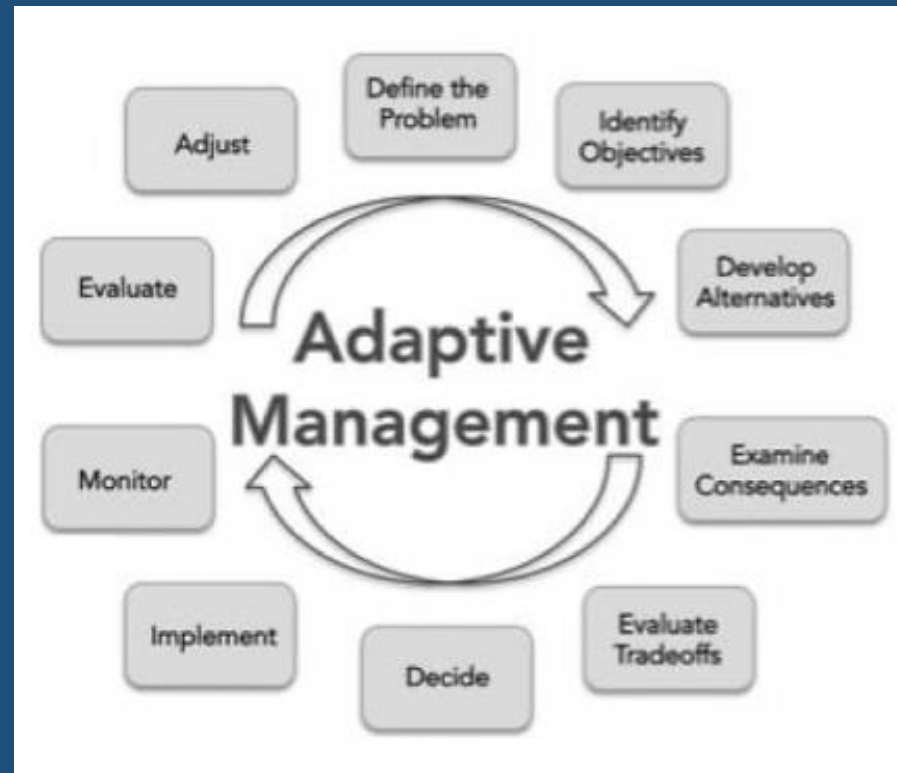 Define the
Problem
Identify
Objectives
Develop
Alternatives
Examine
Consequences
Evaluate
Tradeoffs
Decide
Implement
Monitor
Evaluate
Adjust
Adaptive
Management